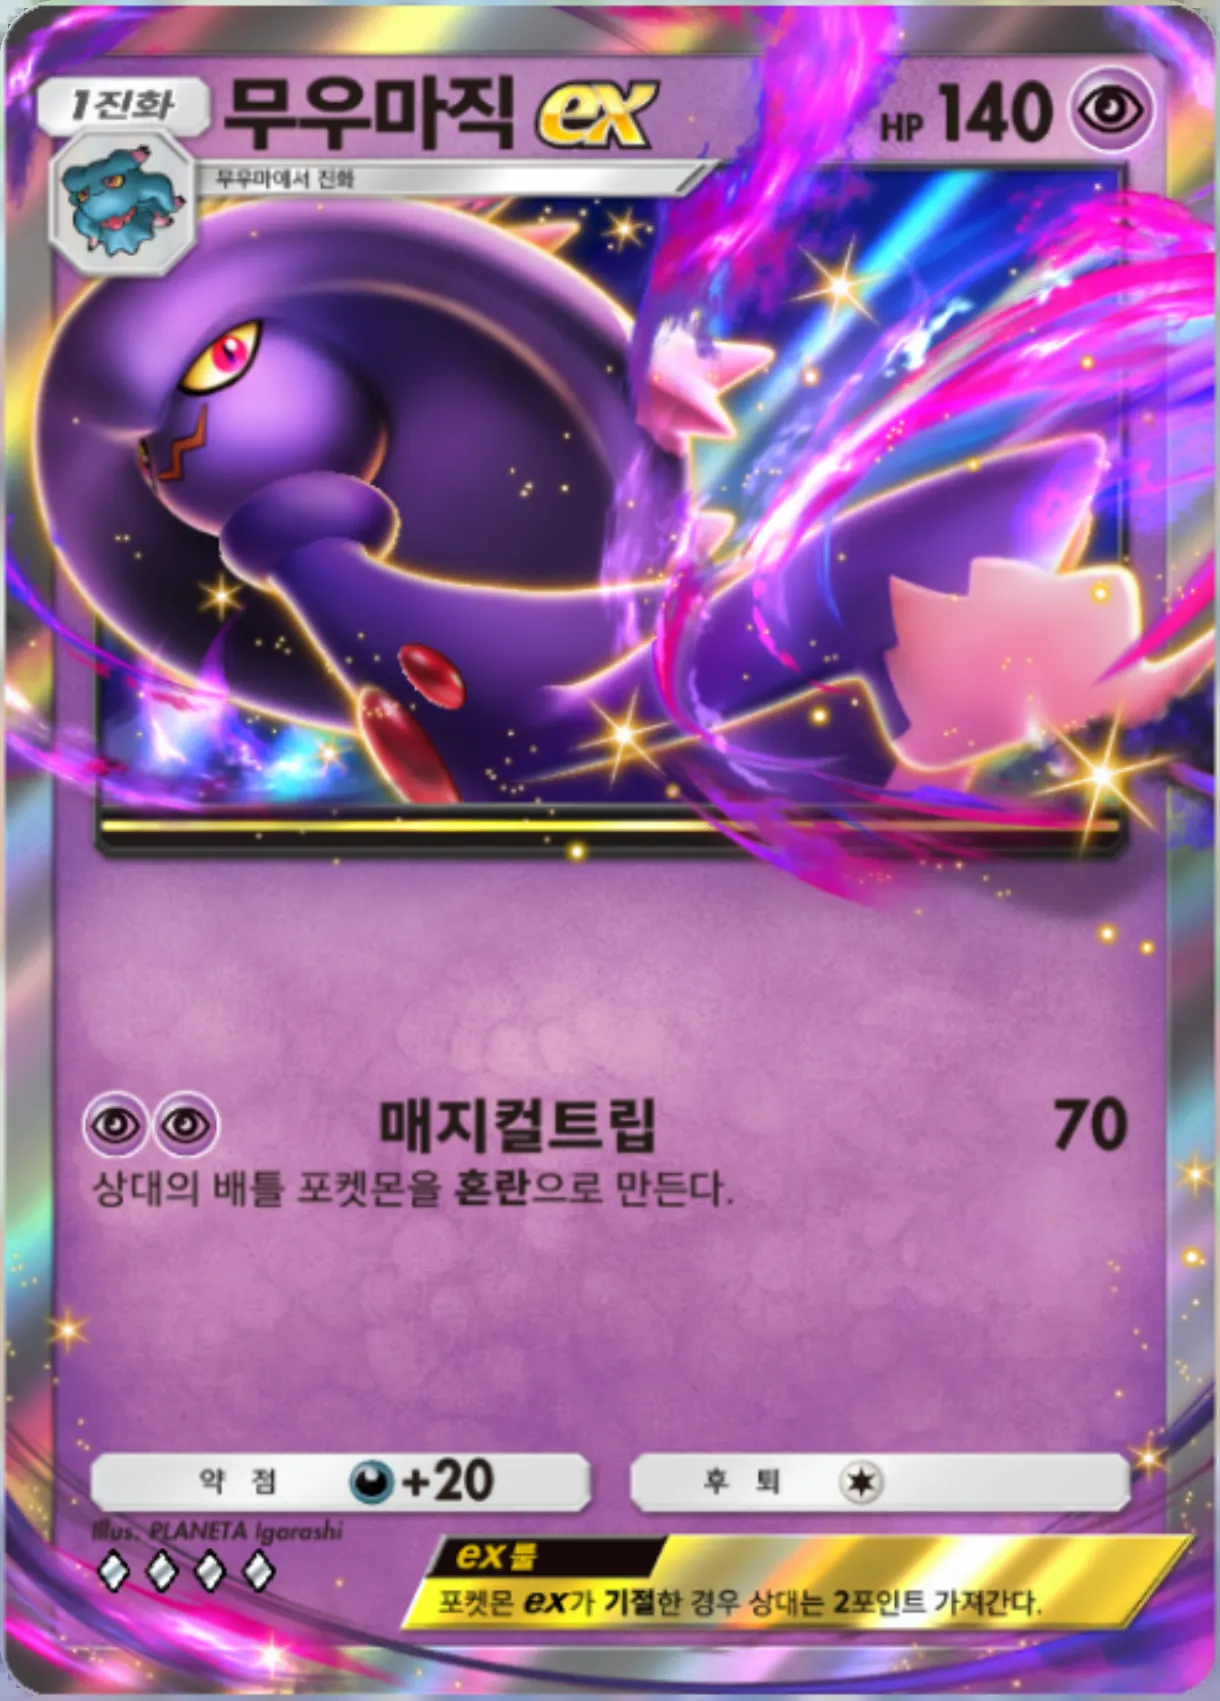 1진화
무우마직 ex
HP 140
무우마에서 진화
매지컬트립 70
상대의 배틀 포켓몬을 혼란으로 만든다.
약점 +20
후퇴
Illus. PLANETA Igarashi
ex룰
포켓몬 ex가 기절한 경우 상대는 2포인트 가져간다.